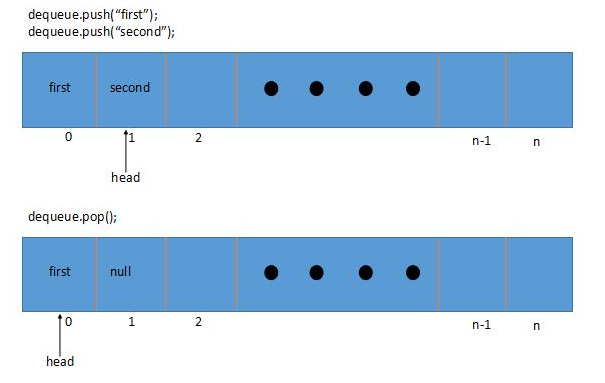 dequeue.push(“first”);
dequeue.push(“second”);
first second
0 1 2 n-1 n
head
dequeue.pop();
first null
0 1 2 n-1 n
head